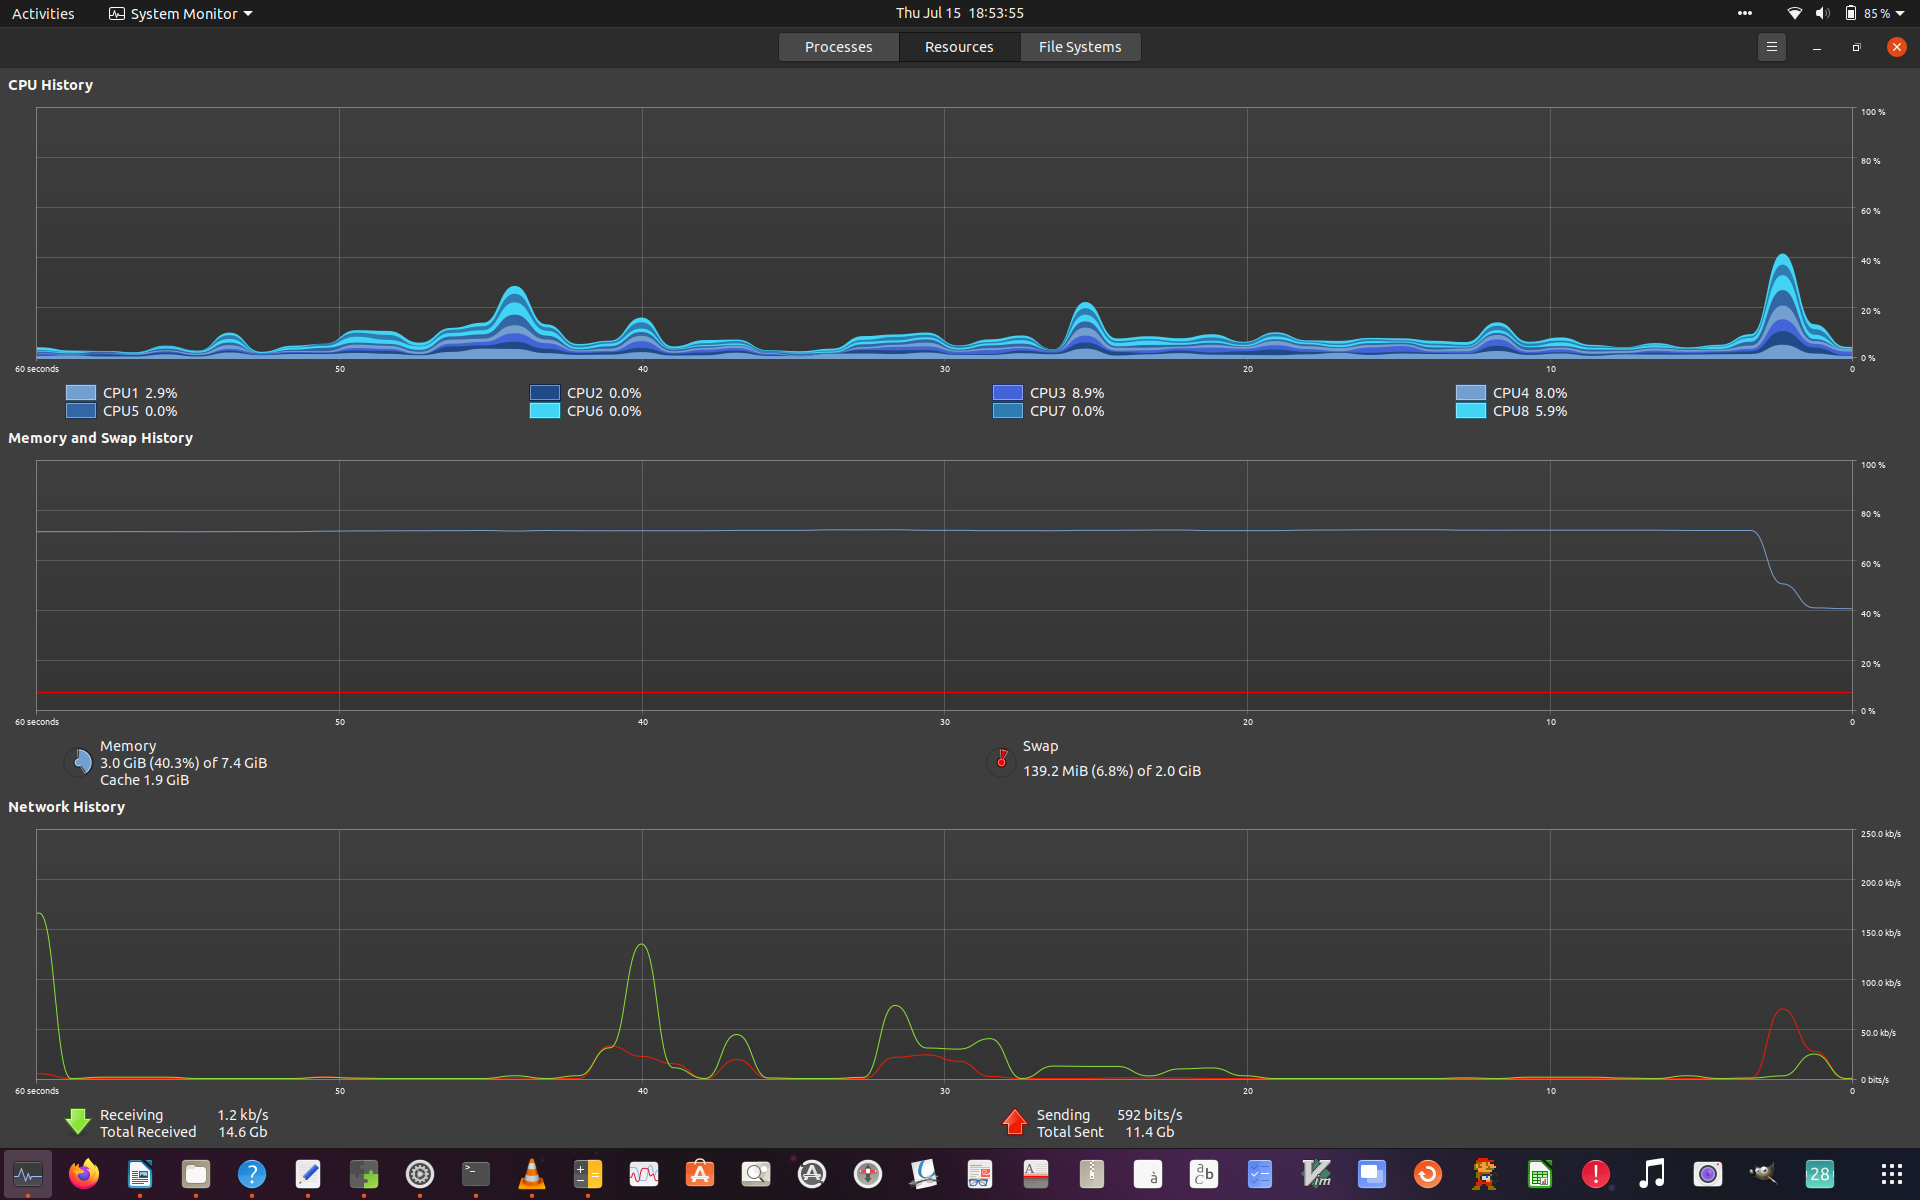 Activities
System Monitor
Thu Jul 15 18:53:55
85 %
Processes
Resources
File Systems
CPU History
100 %
80 %
60 %
40 %
20 %
0 %
60 seconds
50
40
30
20
10
0
CPU1 2.9%
CPU2 0.0%
CPU3 8.9%
CPU4 8.0%
CPU5 0.0%
CPU6 0.0%
CPU7 0.0%
CPU8 5.9%
Memory and Swap History
100 %
80 %
60 %
40 %
20 %
0 %
60 seconds
50
40
30
20
10
0
Memory
3.0 GiB (40.3%) of 7.4 GiB
Cache 1.9 GiB
Swap
139.2 MiB (6.8%) of 2.0 GiB
Network History
250.0 kb/s
200.0 kb/s
150.0 kb/s
100.0 kb/s
50.0 kb/s
0 bits/s
60 seconds
50
40
30
20
10
0
Receiving 1.2 kb/s
Total Received 14.6 Gb
Sending 592 bits/s
Total Sent 11.4 Gb
?
>_
A
à
ab
bC
Vim
!
28